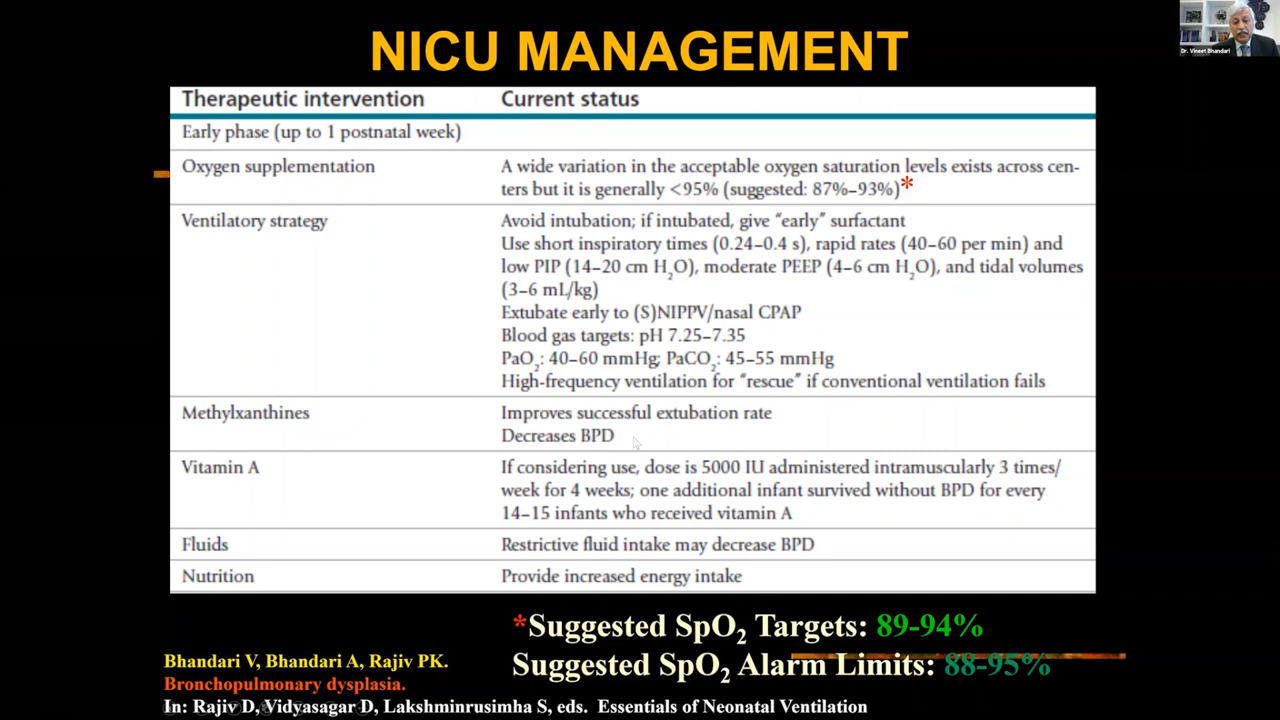 NICU MANAGEMENT
Dr. Vineet Bhandari
Therapeutic intervention Current status
Early phase (up to 1 postnatal week)
Oxygen supplementation A wide variation in the acceptable oxygen saturation levels exists across cen-
ters but it is generally <95% (suggested: 87%–93%)*
Ventilatory strategy Avoid intubation; if intubated, give “early” surfactant
Use short inspiratory times (0.24–0.4 s), rapid rates (40–60 per min) and
low PIP (14–20 cm H₂O), moderate PEEP (4–6 cm H₂O), and tidal volumes
(3–6 mL/kg)
Extubate early to (S)NIPPV/nasal CPAP
Blood gas targets: pH 7.25–7.35
PaO₂: 40–60 mmHg; PaCO₂: 45–55 mmHg
High-frequency ventilation for “rescue” if conventional ventilation fails
Methylxanthines Improves successful extubation rate
Decreases BPD
Vitamin A If considering use, dose is 5000 IU administered intramuscularly 3 times/
week for 4 weeks; one additional infant survived without BPD for every
14–15 infants who received vitamin A
Fluids Restrictive fluid intake may decrease BPD
Nutrition Provide increased energy intake
*Suggested SpO₂ Targets: 89-94%
Suggested SpO₂ Alarm Limits: 88-95%
Bhandari V, Bhandari A, Rajiv PK.
Bronchopulmonary dysplasia.
In: Rajiv D, Vidyasagar D, Lakshminrusimha S, eds. Essentials of Neonatal Ventilation